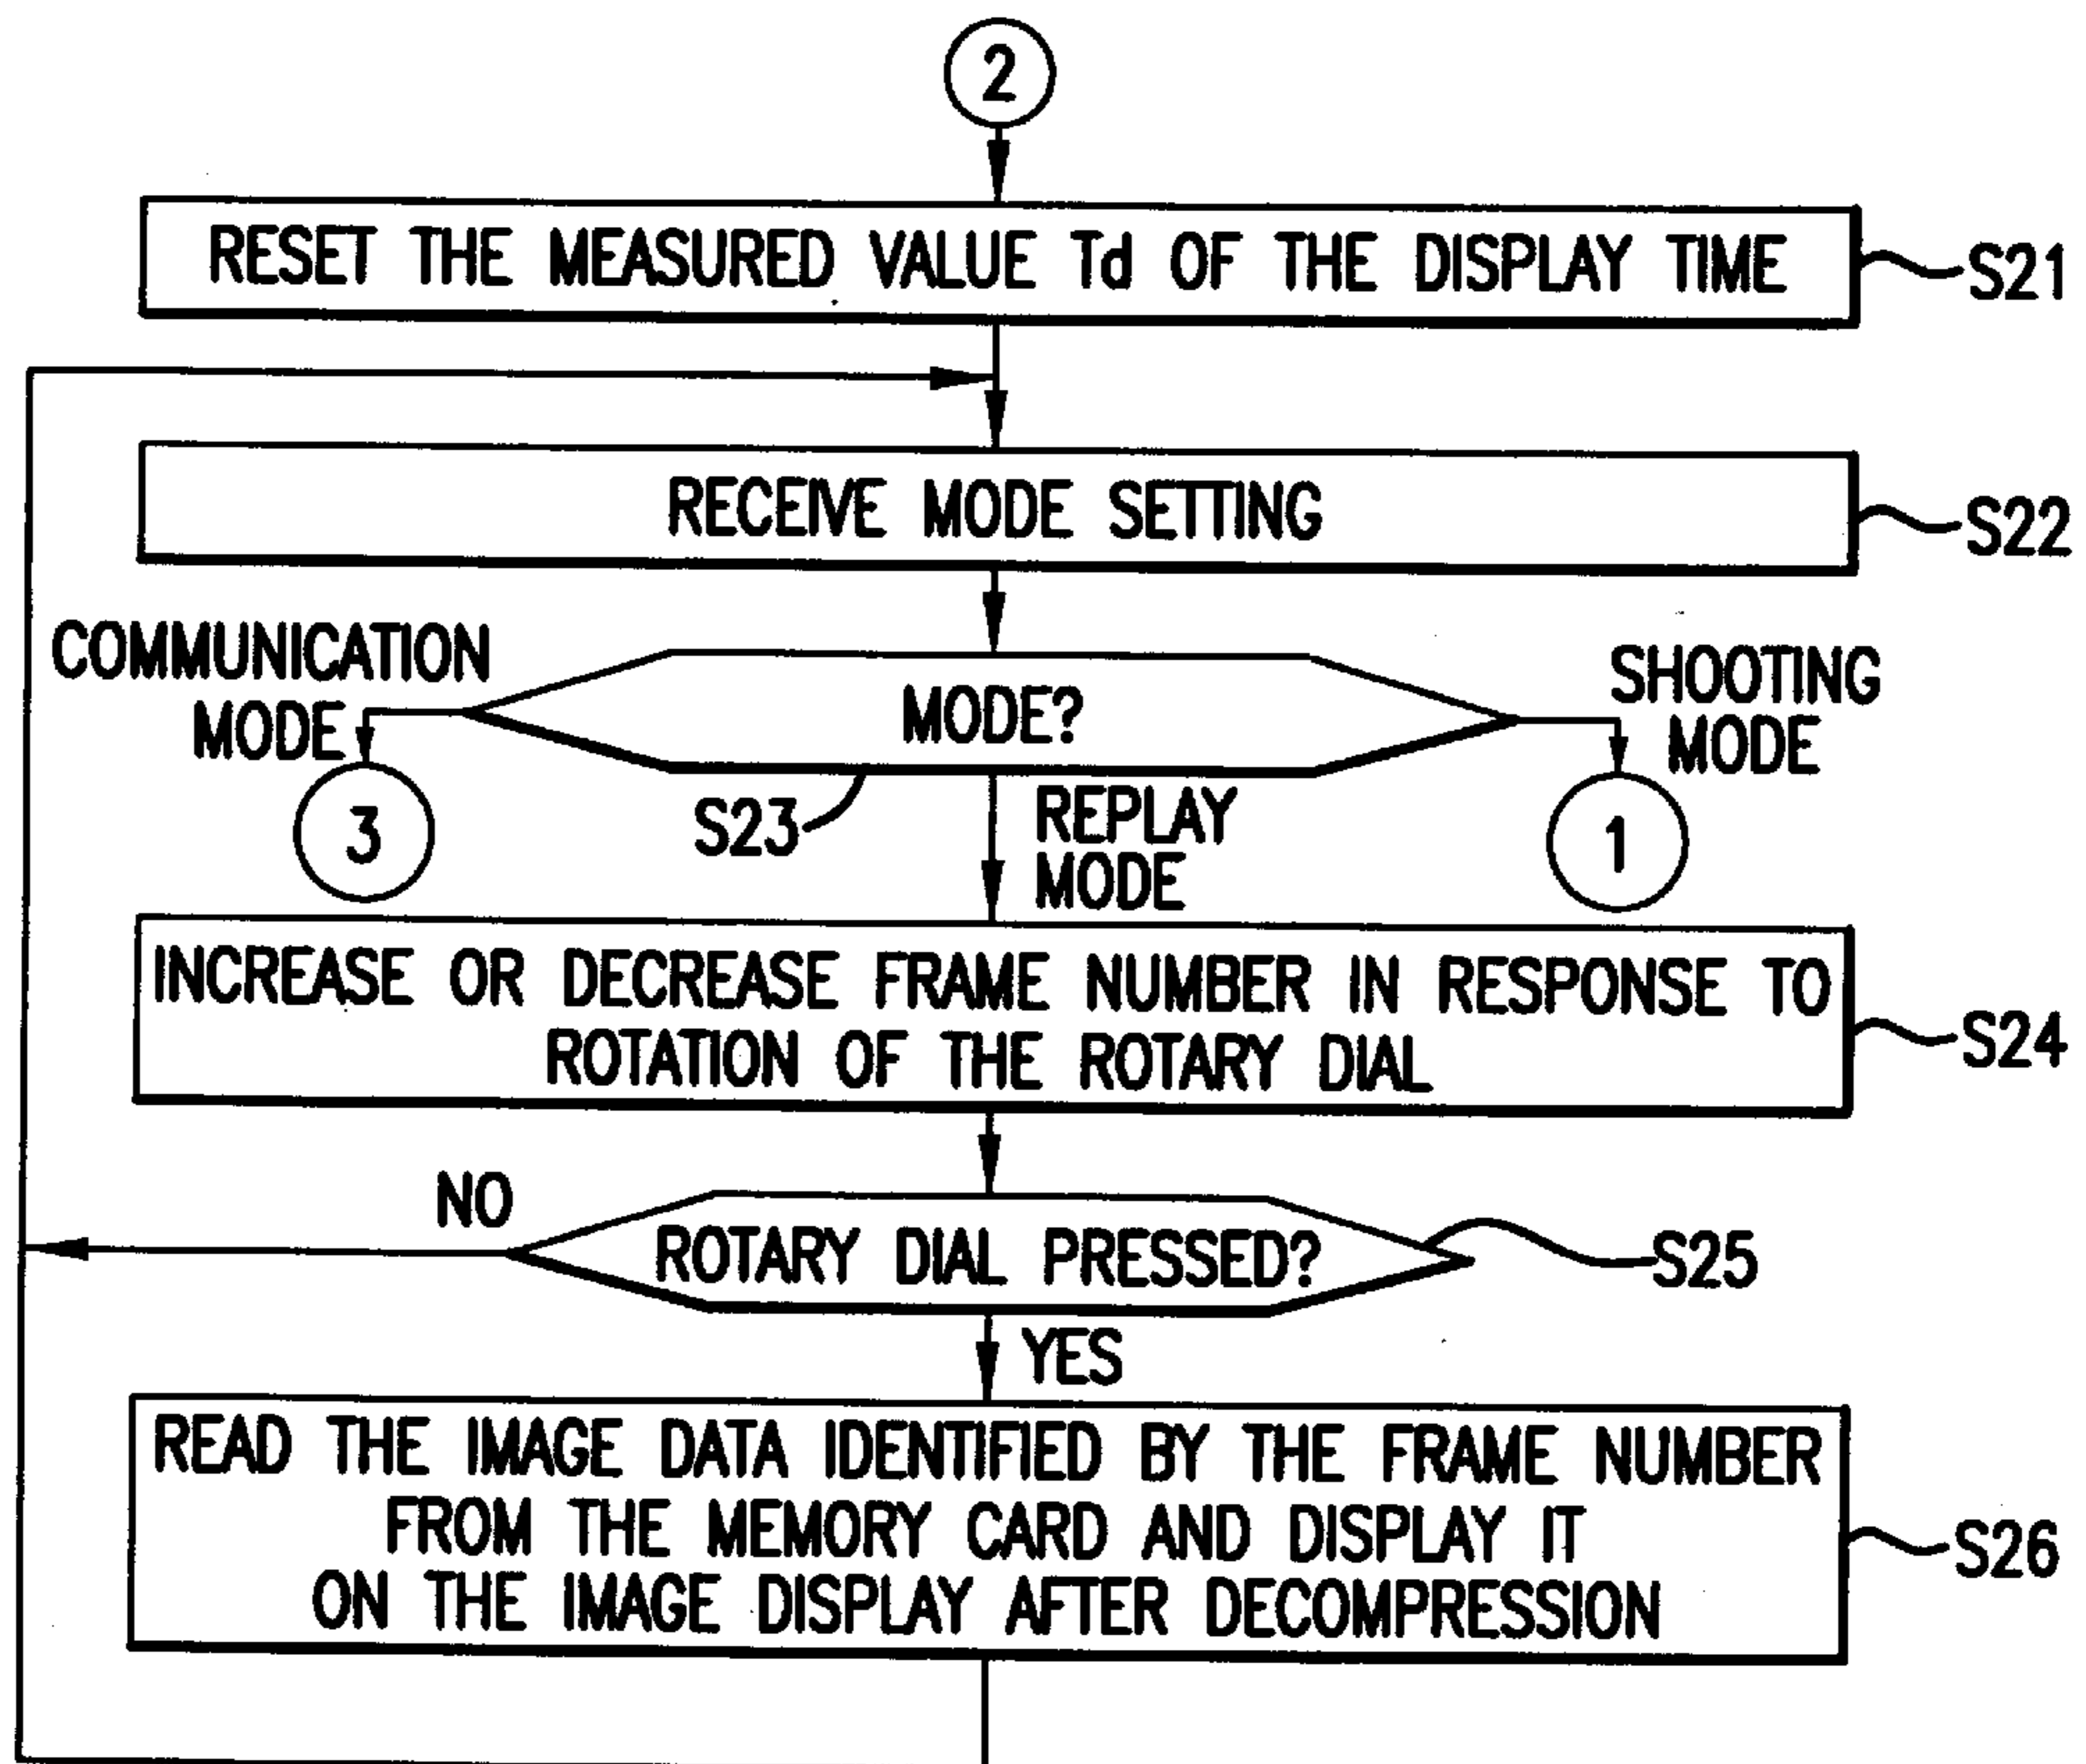 2
RESET THE MEASURED VALUE Td OF THE DISPLAY TIME
S21
RECEIVE MODE SETTING
S22
COMMUNICATION
MODE
MODE?
SHOOTING
MODE
3
S23
REPLAY
MODE
1
INCREASE OR DECREASE FRAME NUMBER IN RESPONSE TO
ROTATION OF THE ROTARY DIAL
S24
NO
ROTARY DIAL PRESSED?
S25
YES
READ THE IMAGE DATA IDENTIFIED BY THE FRAME NUMBER
FROM THE MEMORY CARD AND DISPLAY IT
ON THE IMAGE DISPLAY AFTER DECOMPRESSION
S26